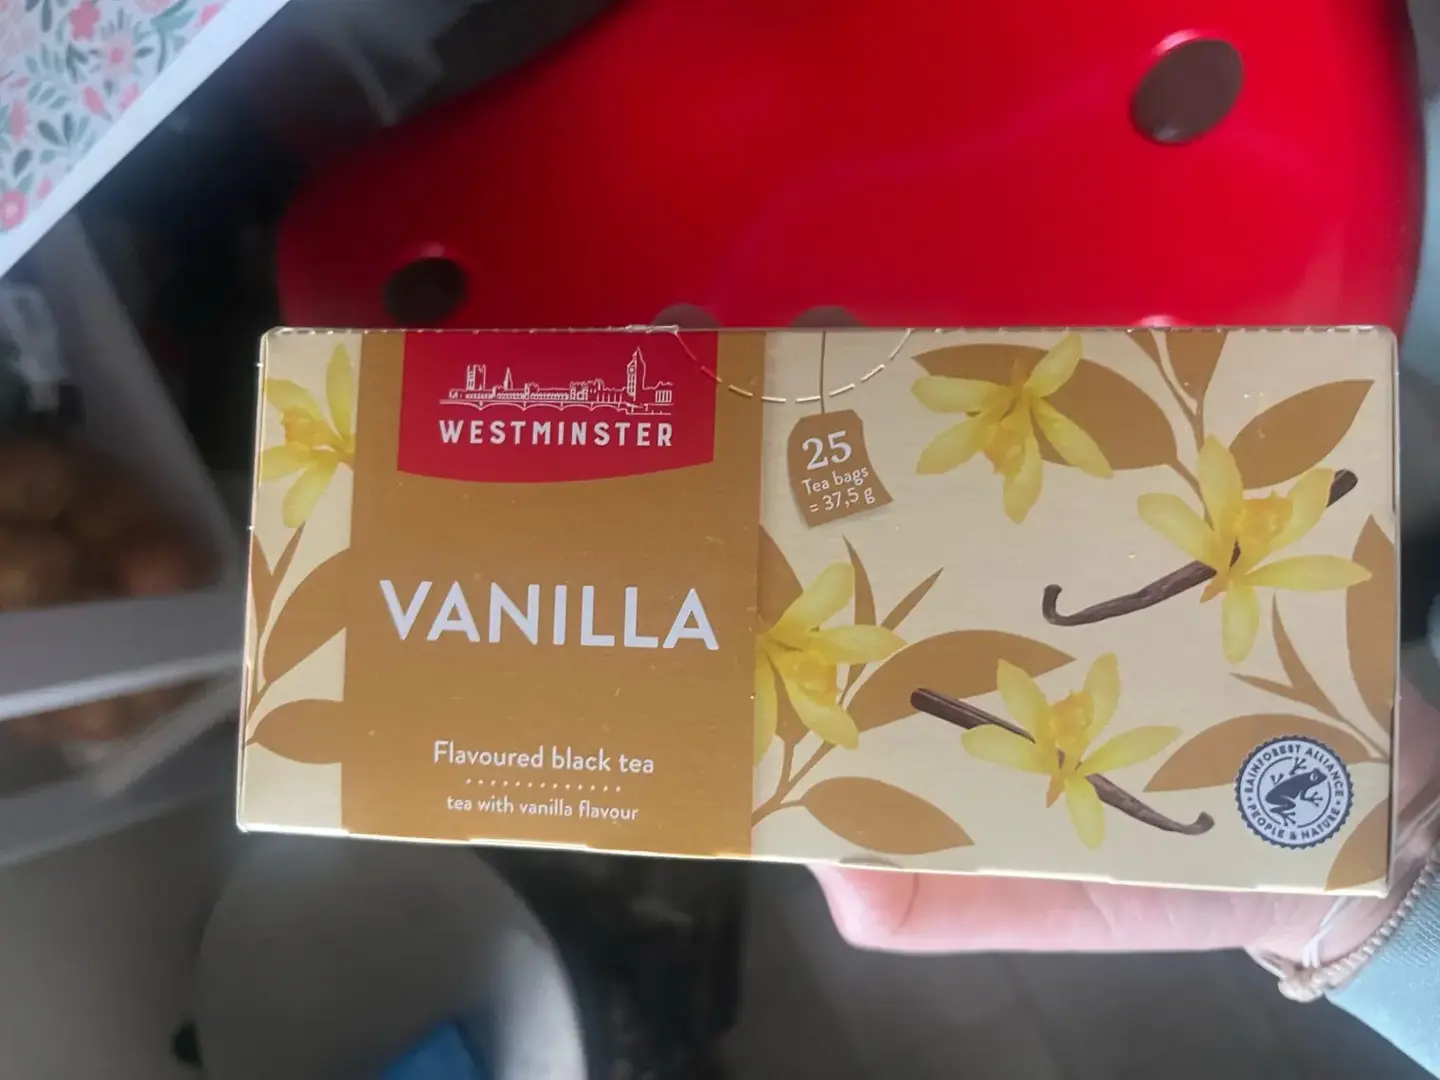 WESTMINSTER
VANILLA
Flavoured black tea
tea with vanilla flavour
25
Tea bags
= 37,5 g
RAINFOREST ALLIANCE
PEOPLE & NATURE